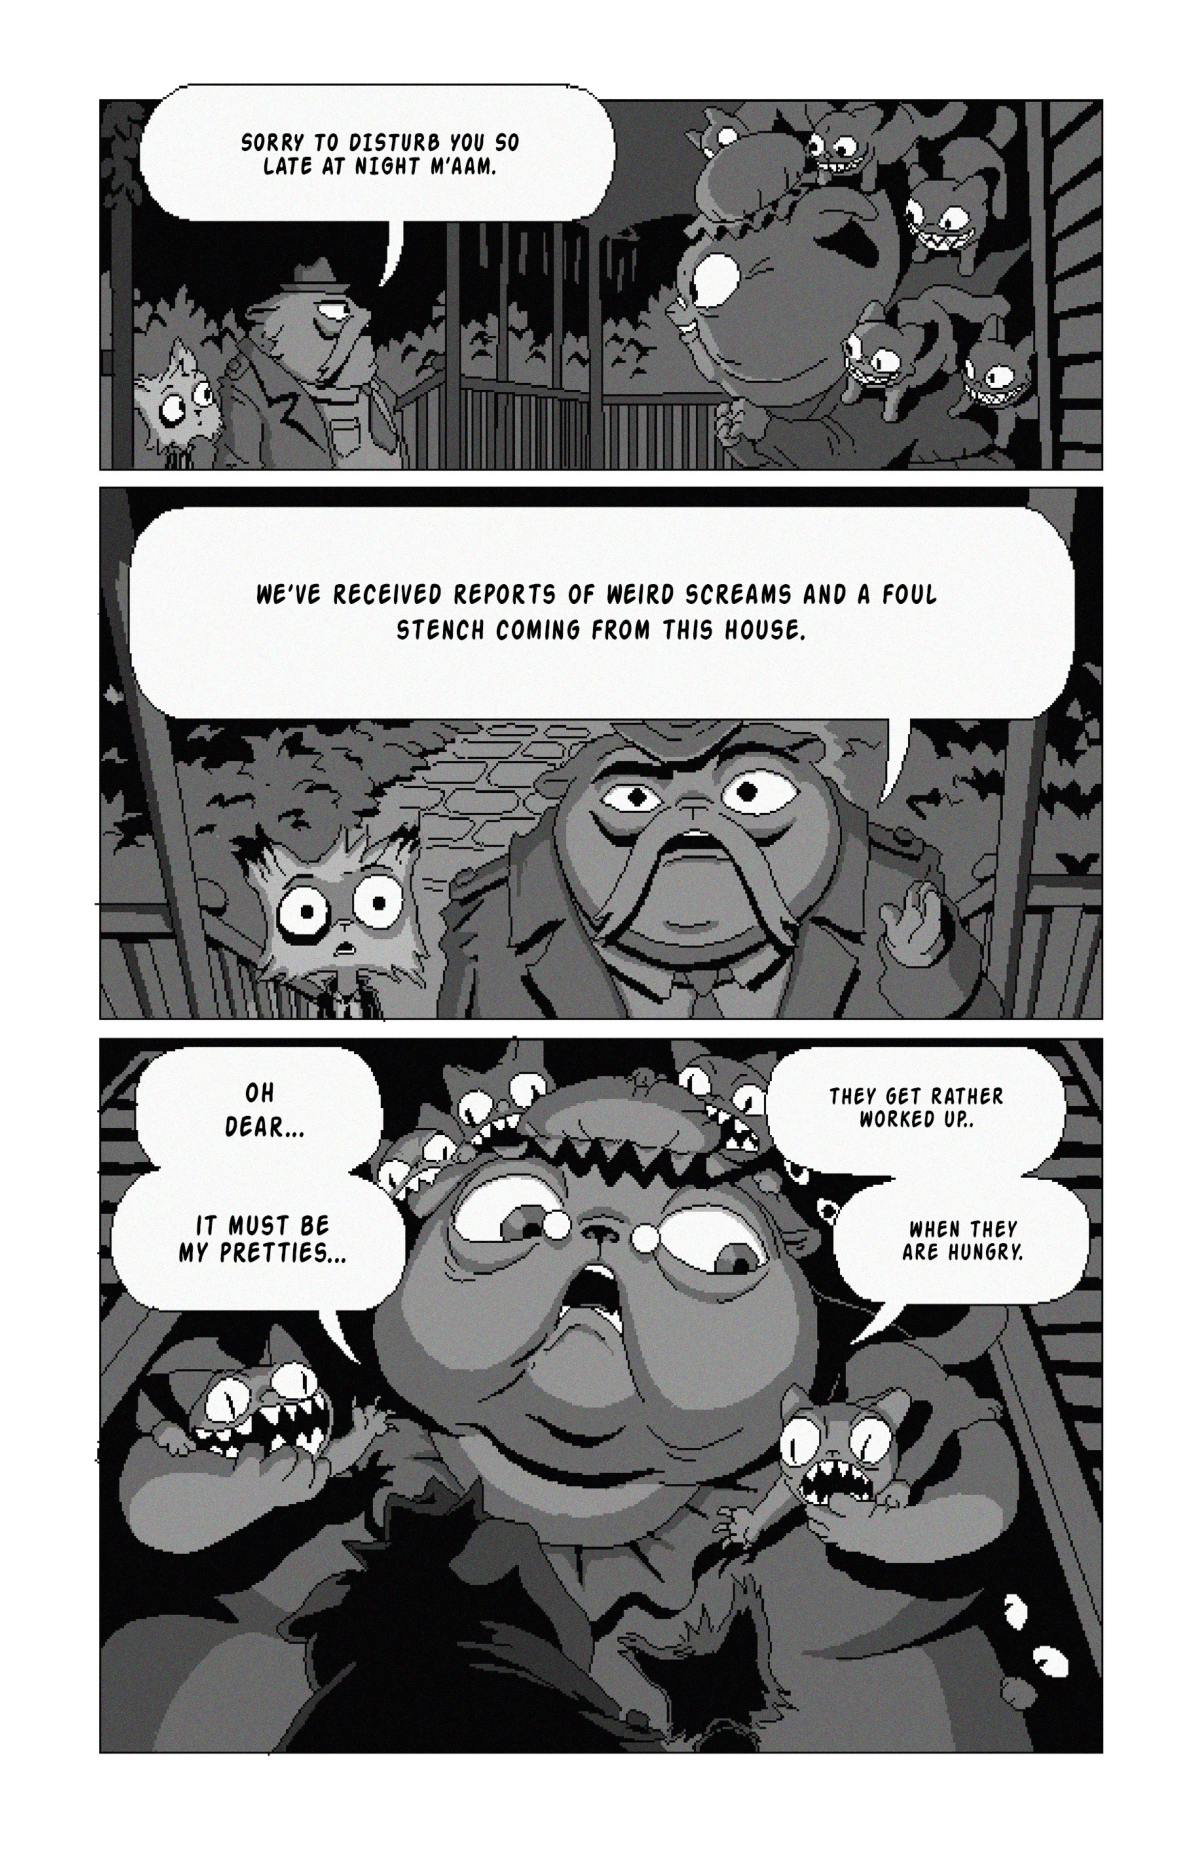 SORRY TO DISTURB YOU SO
LATE AT NIGHT M'AAM.
WE'VE RECEIVED REPORTS OF WEIRD SCREAMS AND A FOUL
STENCH COMING FROM THIS HOUSE.
OH
DEAR...
IT MUST BE
MY PRETTIES...
THEY GET RATHER
WORKED UP..
WHEN THEY
ARE HUNGRY.